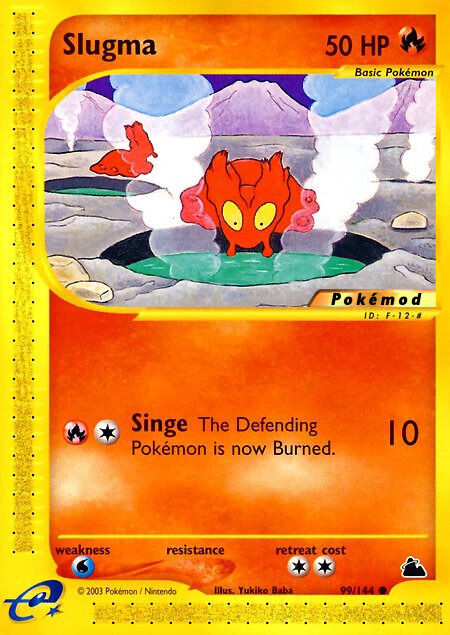 Slugma 50 HP
Basic Pokémon
Pokémod
ID: F-12-#
Singe The Defending 10
Pokémon is now Burned.
weakness resistance retreat cost
© 2003 Pokémon / Nintendo Illus. Yukiko Baba 99/144
e